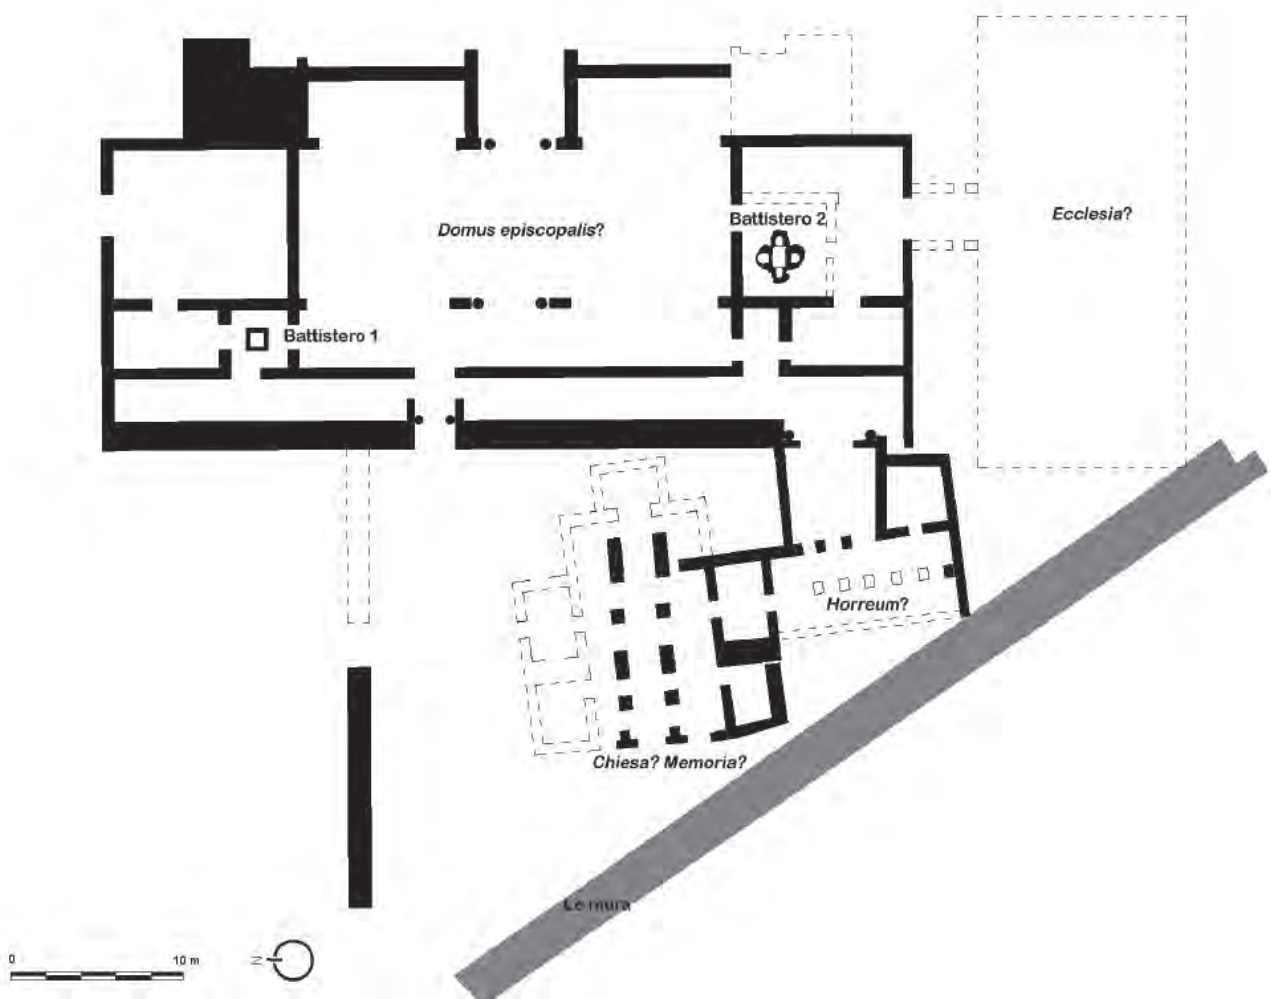 Ecclesia?
Battistero 2
Domus episcopalis?
Battistero 1
Horreum?
Chiesa? Memoria?
Le mura
0 10 m
N